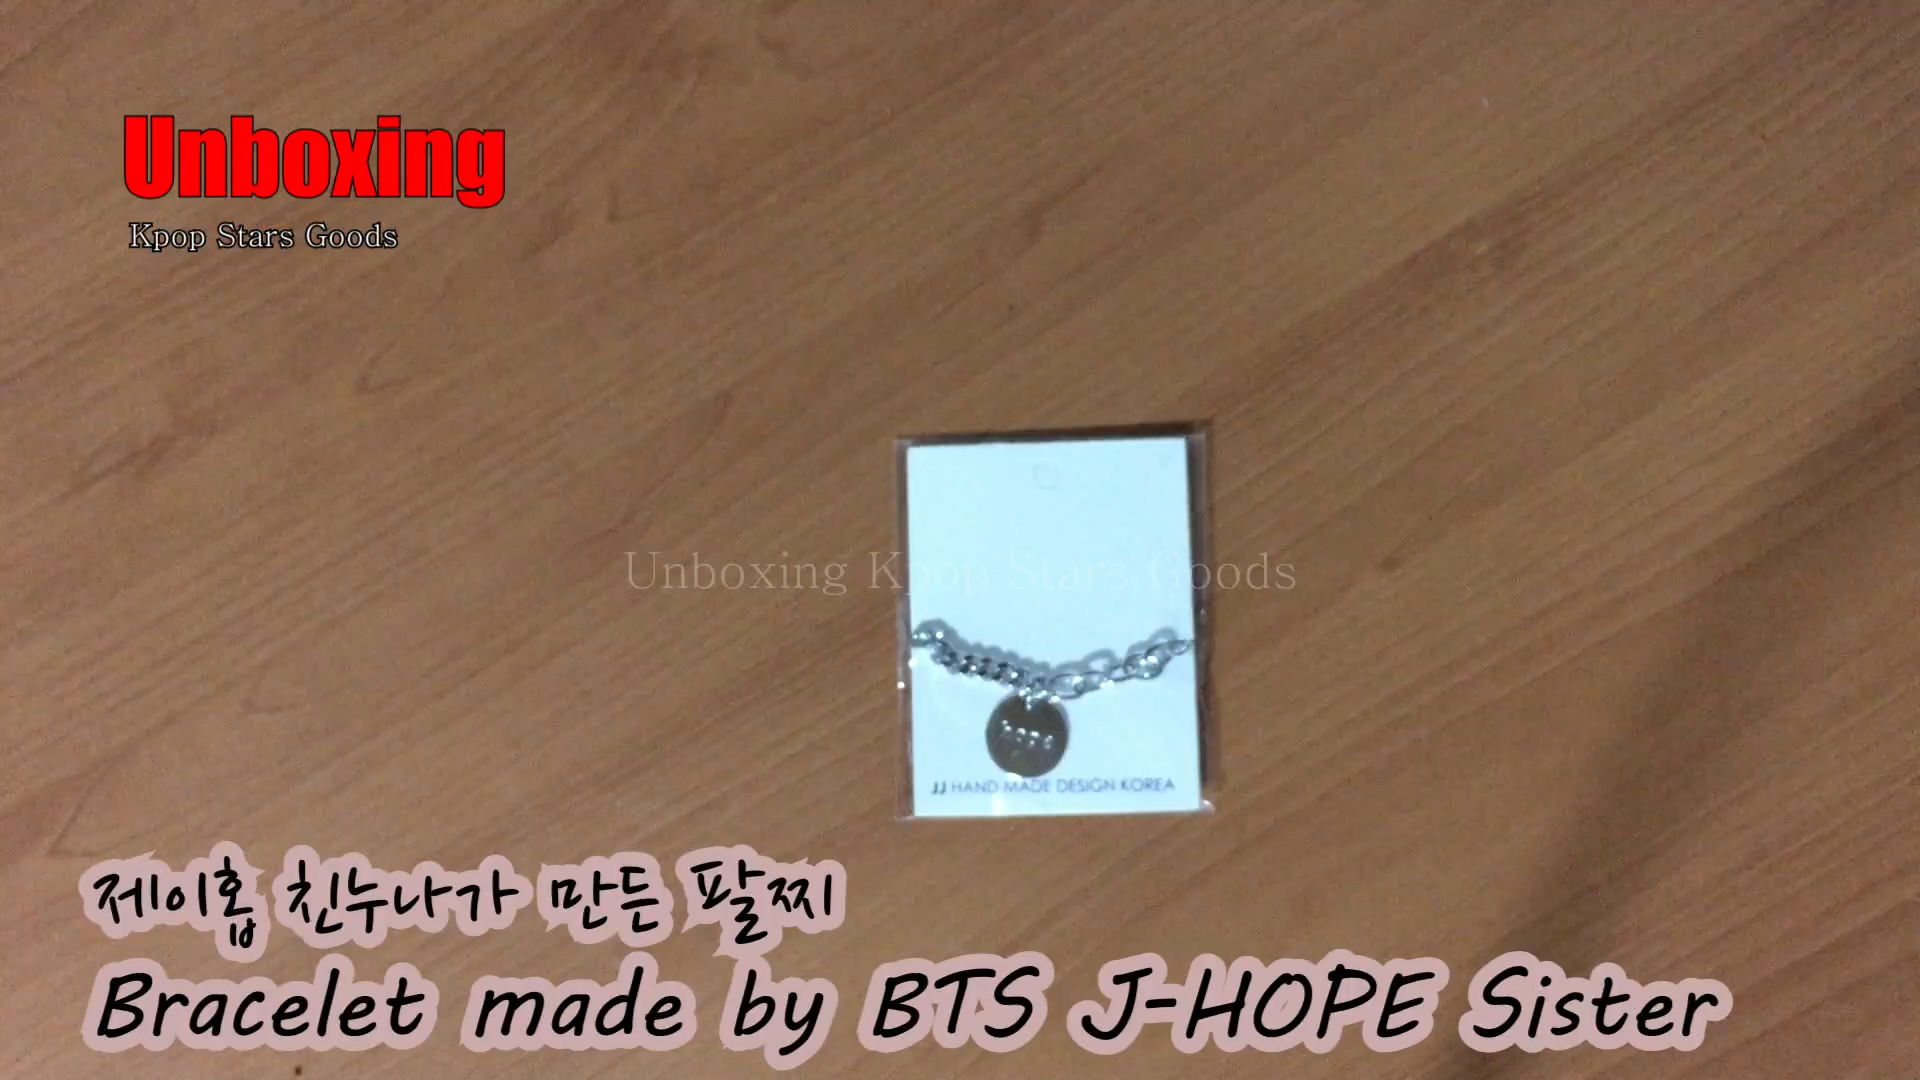 Unboxing
Kpop Stars Goods
Unboxing Kpop Stars Goods
hope
JJ HAND MADE DESIGN KOREA
제이홉 친누나가 만든 팔찌
Bracelet made by BTS J-HOPE Sister